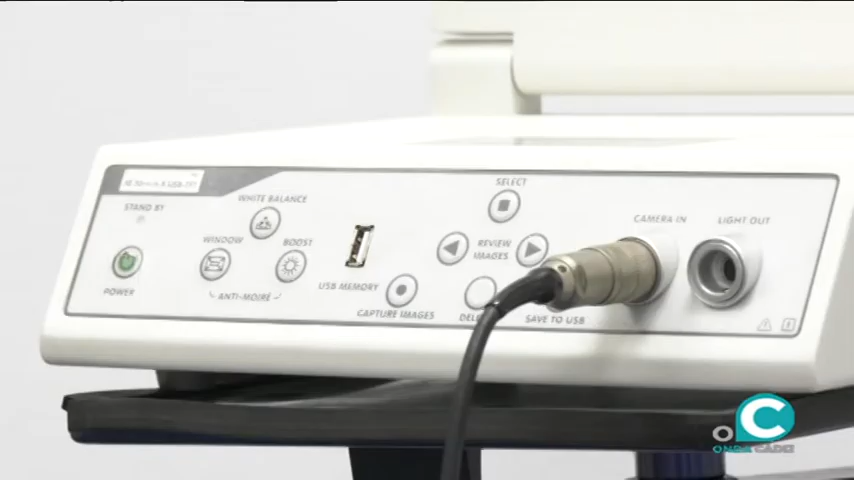 STAND BY
POWER
WHITE BALANCE
WINDOW
BOOST
ANTI-MOIRÉ
USB MEMORY
CAPTURE IMAGES
SELECT
REVIEW
IMAGES
SAVE TO USB
CAMERA IN
LIGHT OUT
ONDACADIZ